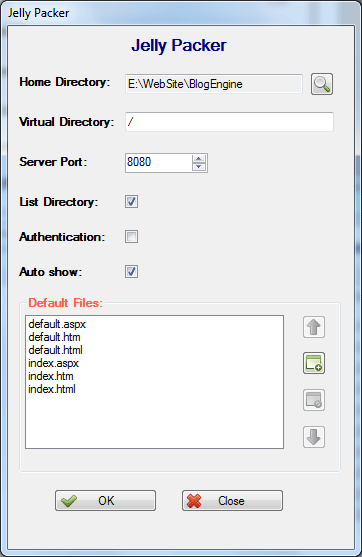 Jelly Packer
Jelly Packer
Home Directory: E:\WebSite\BlogEngine
Virtual Directory: /
Server Port: 8080
List Directory:
Authentication:
Auto show:
Default Files:
default.aspx
default.htm
default.html
index.aspx
index.htm
index.html
OK Close